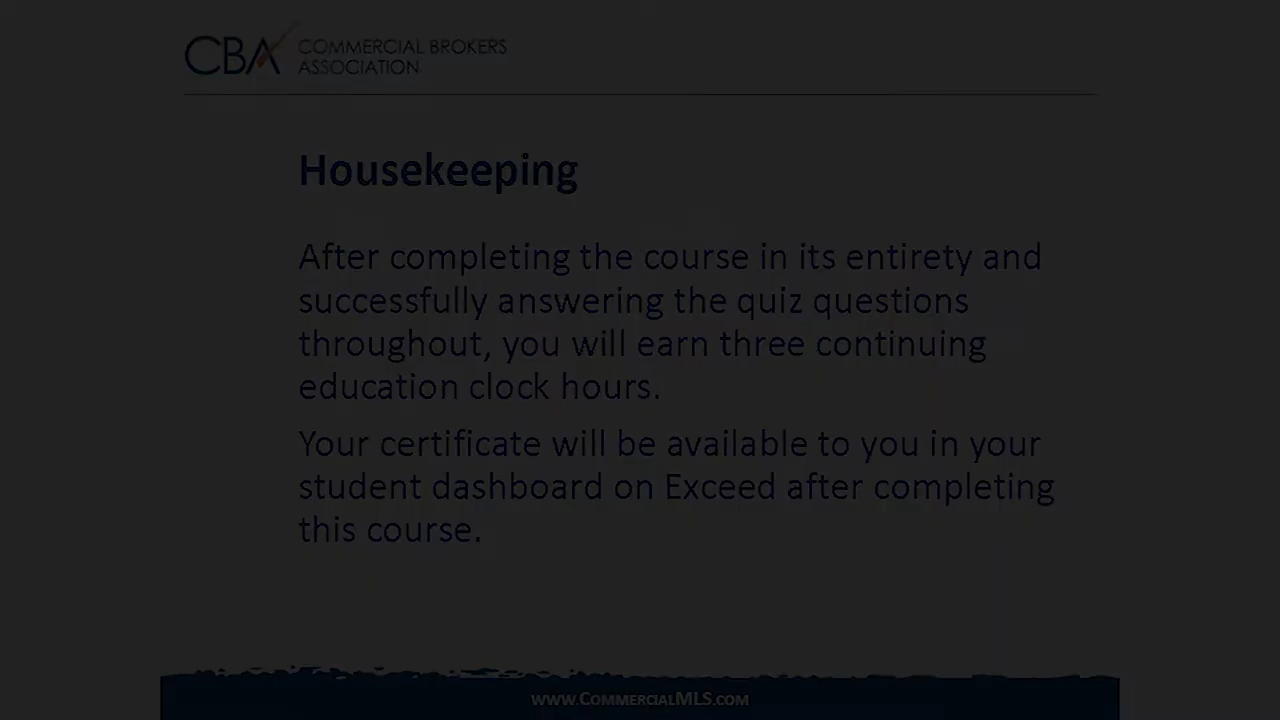 CBA COMMERCIAL BROKERS
ASSOCIATION
Housekeeping
After completing the course in its entirety and
successfully answering the quiz questions
throughout, you will earn three continuing
education clock hours.
Your certificate will be available to you in your
student dashboard on Exceed after completing
this course.
www.CommercialMLS.com